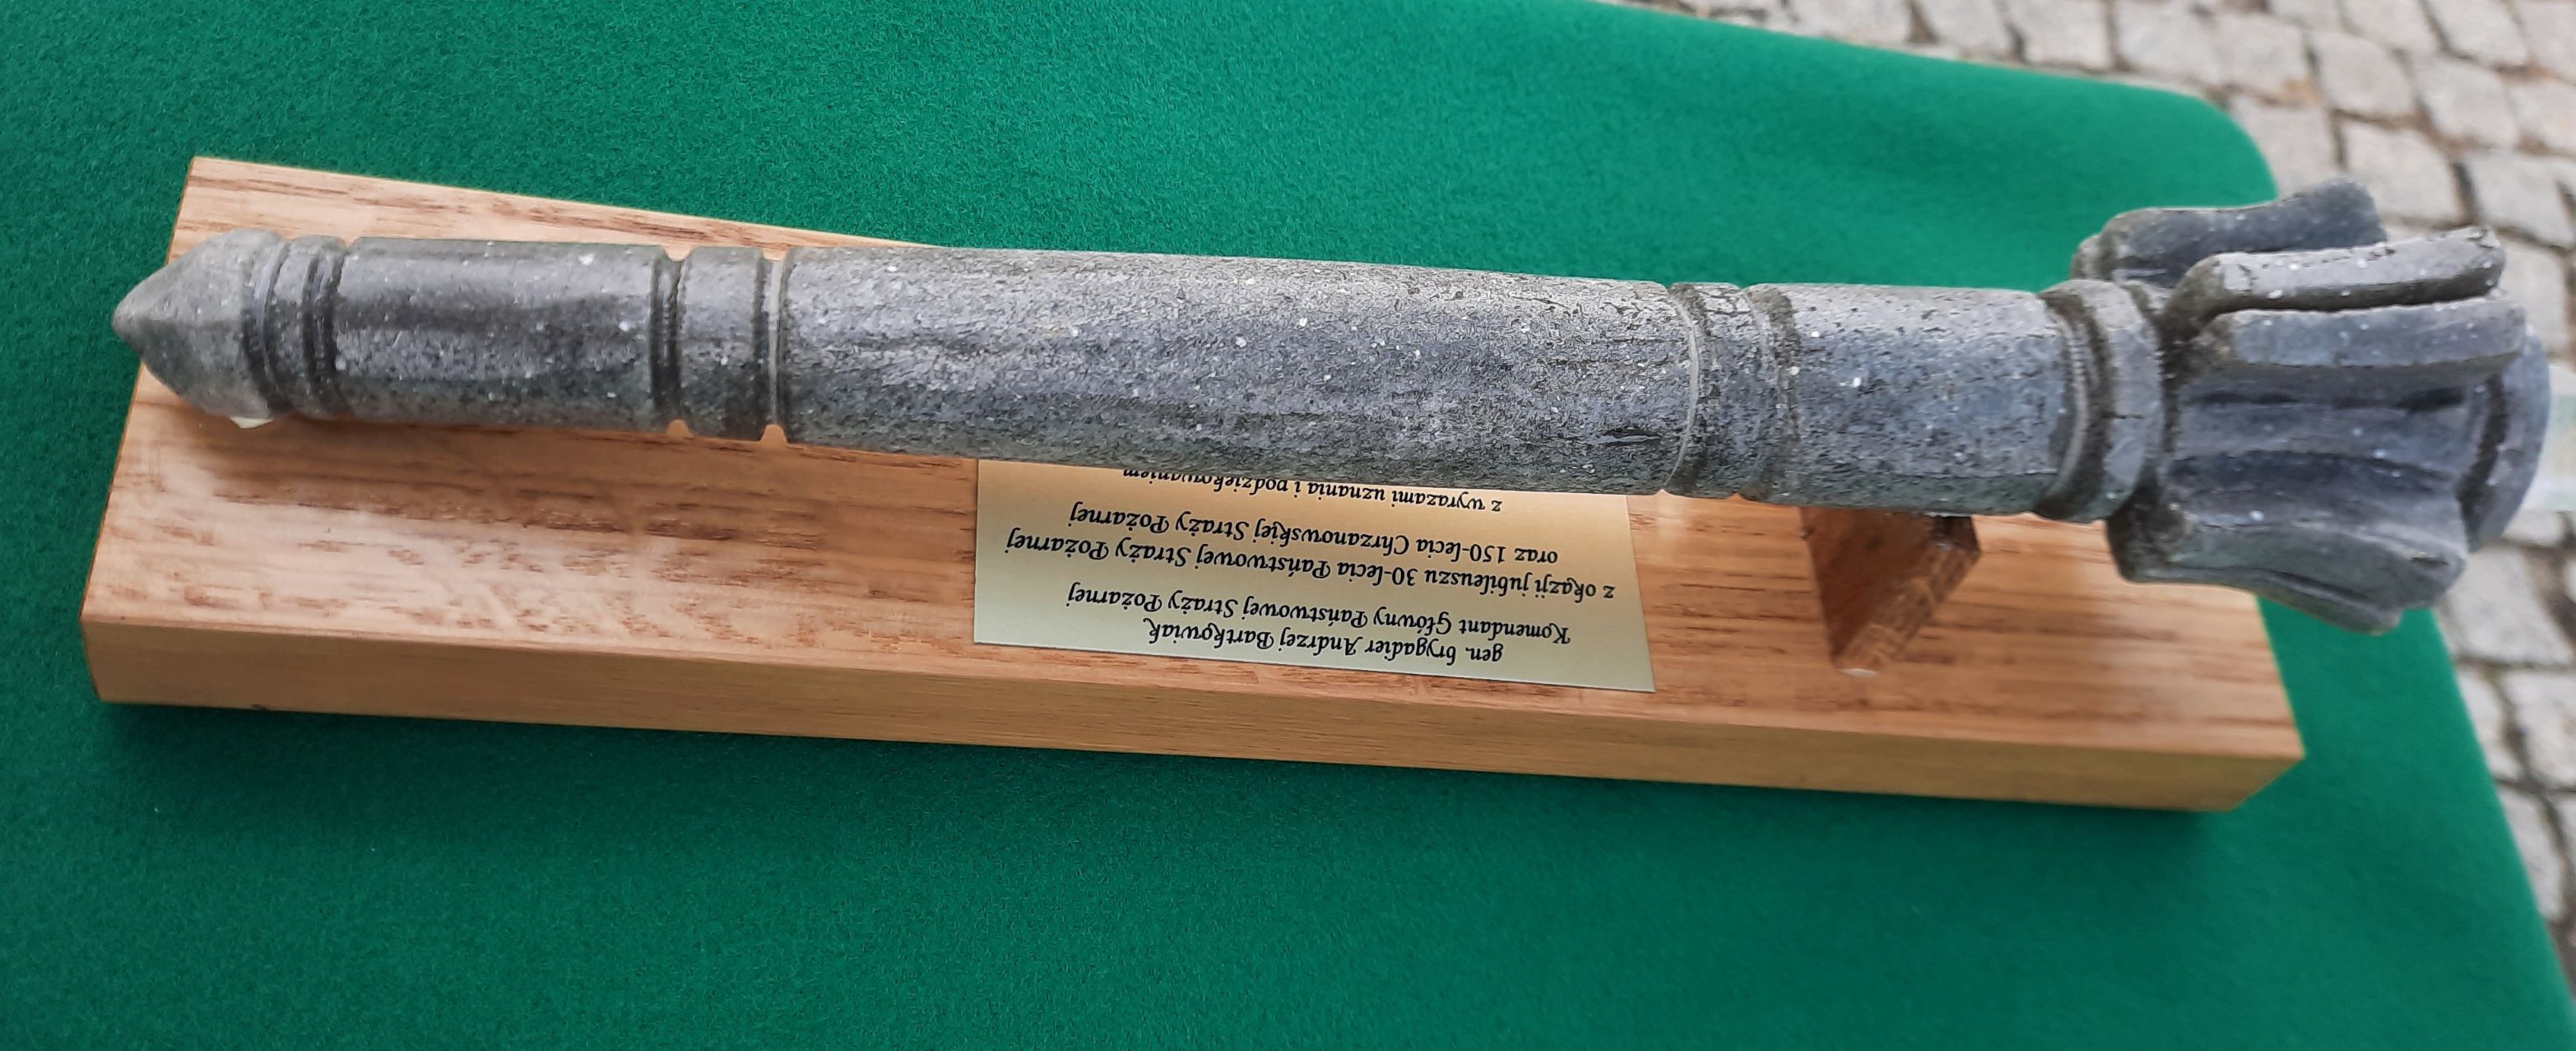 gen. brygadier Andrzej Bartkowiak
Komendant Główny Państwowej Straży Pożarnej
z okazji jubileuszu 30-lecia Państwowej Straży Pożarnej
oraz 150-lecia Chrzanowskiej Straży Pożarnej
z wyrazami uznania i podziękowaniem